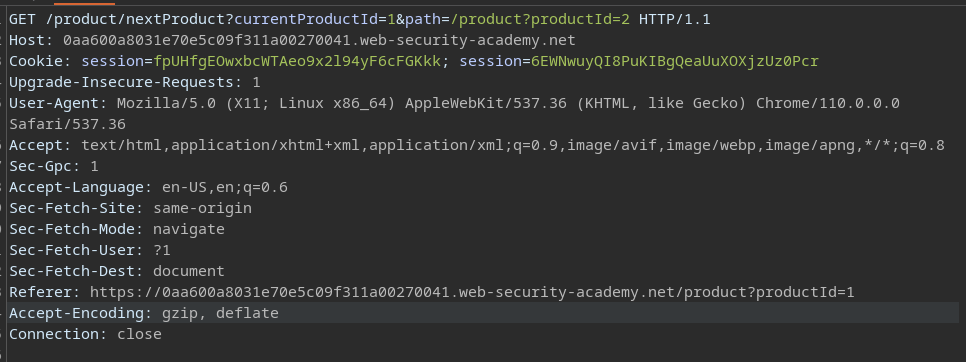 GET /product/nextProduct?currentProductId=1&path=/product?productId=2 HTTP/1.1
Host: 0aa600a8031e70e5c09f311a00270041.web-security-academy.net
Cookie: session=fpUHfgEOwxbcWTAeo9x2l94yF6cFGKkk; session=6EWNwuyQI8PuKIBgQeaUuXOXjzUz0Pcr
Upgrade-Insecure-Requests: 1
User-Agent: Mozilla/5.0 (X11; Linux x86_64) AppleWebKit/537.36 (KHTML, like Gecko) Chrome/110.0.0.0
Safari/537.36
Accept: text/html,application/xhtml+xml,application/xml;q=0.9,image/avif,image/webp,image/apng,*/*;q=0.8
Sec-Gpc: 1
Accept-Language: en-US,en;q=0.6
Sec-Fetch-Site: same-origin
Sec-Fetch-Mode: navigate
Sec-Fetch-User: ?1
Sec-Fetch-Dest: document
Referer: https://0aa600a8031e70e5c09f311a00270041.web-security-academy.net/product?productId=1
Accept-Encoding: gzip, deflate
Connection: close